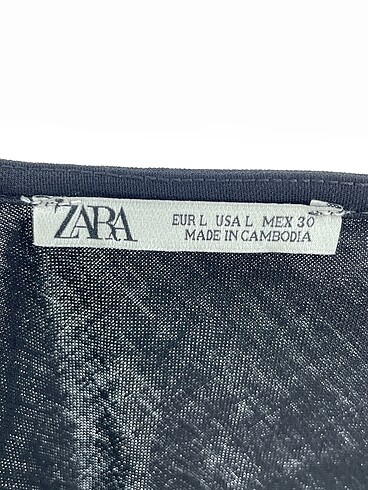 ZARA
EUR L USA L MEX 30
MADE IN CAMBODIA